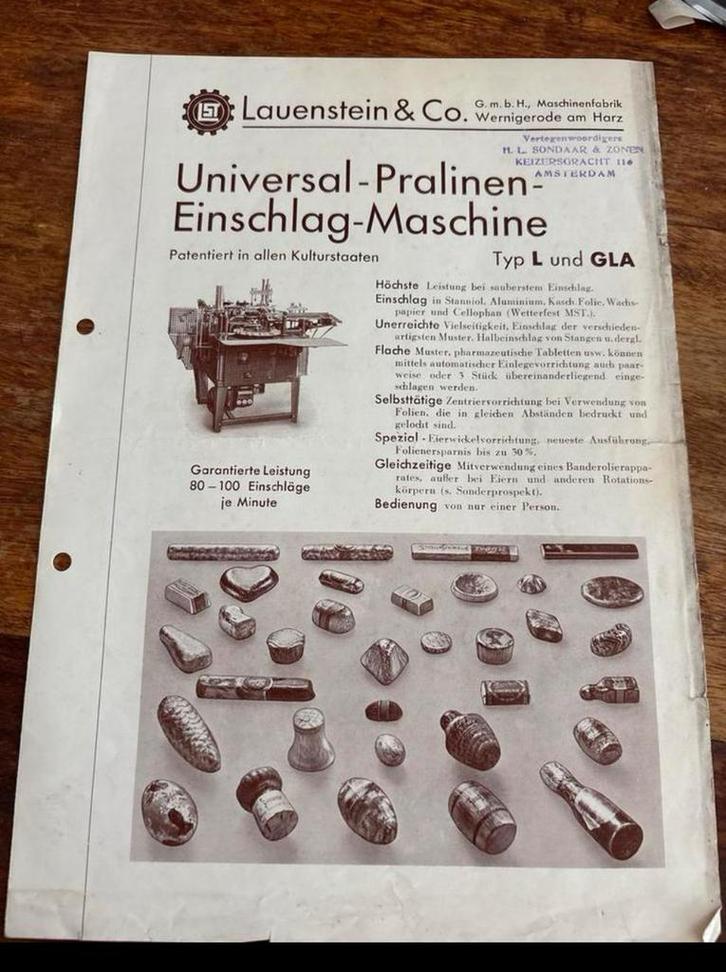 LST
Lauenstein & Co. G. m. b. H., Maschinenfabrik
Wernigerode am Harz
Vertegenwoordigers
H. L. SONDAAR & ZONEN
KEIZERSGRACHT 116
AMSTERDAM
Universal-Pralinen-
Einschlag-Maschine
Patentiert in allen Kulturstaaten
Typ L und GLA
Höchste Leistung bei sauberstem Einschlag.
Einschlag in Stanniol, Aluminium, Kasch. Folie, Wachs-
papier und Cellophan (Wetterfest MST.).
Unerreichte Vielseitigkeit, Einschlag der verschieden-
artigsten Muster, Halbeinschlag von Stangen u. dergl.
Flache Muster, pharmazeutische Tabletten usw. können
mittels automatischer Einlegevorrichtung auch paar-
weise oder 3 Stück übereinanderliegend einge-
schlagen werden.
Selbsttätige Zentriervorrichtung bei Verwendung von
Folien, die in gleichen Abständen bedruckt und
gelocht sind.
Spezial-Eierwickelvorrichtung, neueste Ausführung,
Folienersparnis bis zu 30%.
Gleichzeitige Mitverwendung eines Banderolierappa-
rates, außer bei Eiern und anderen Rotations-
körpern (s. Sonderprospekt).
Bedienung von nur einer Person.
Garantierte Leistung
80–100 Einschläge
je Minute